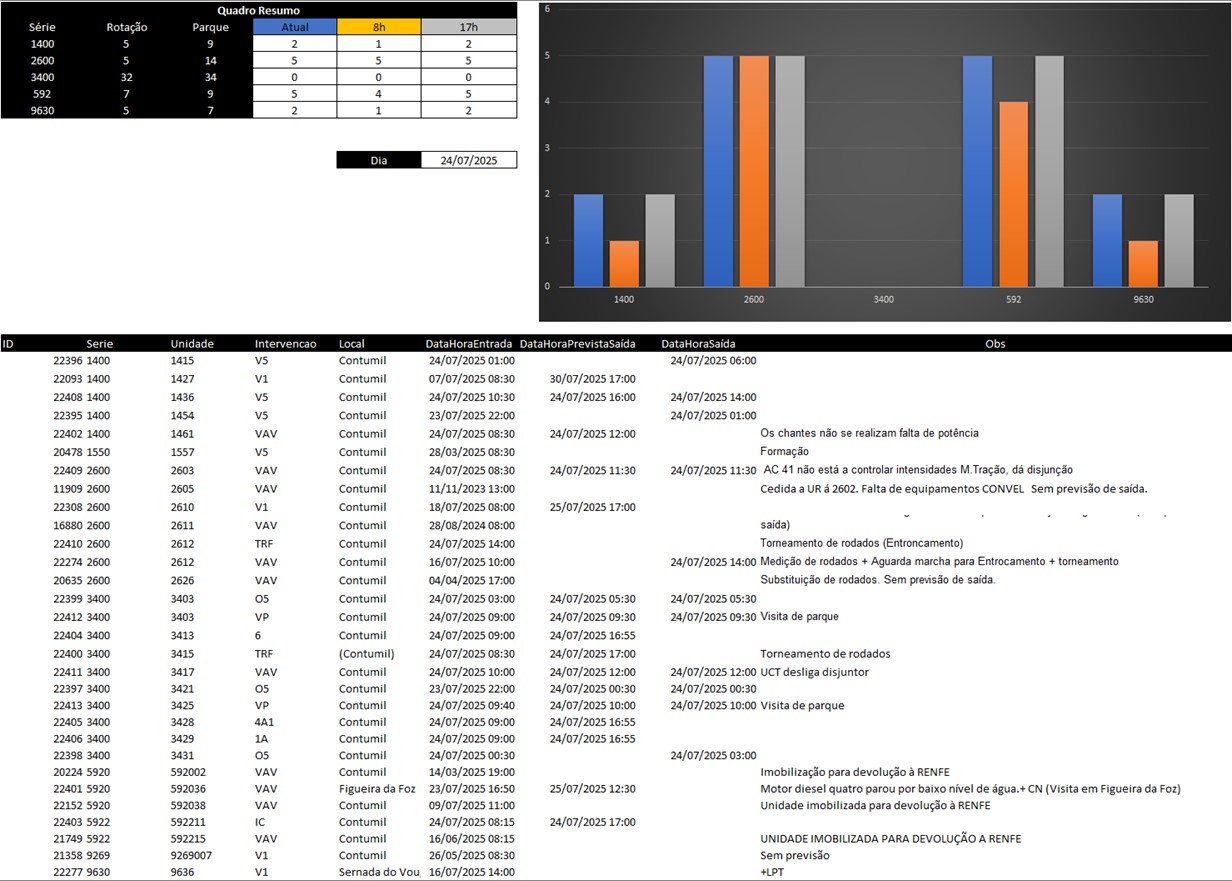 Quadro Resumo
Série Rotação Parque Atual 8h 17h
1400 5 9 2 1 2
2600 5 14 5 5 5
3400 32 34 0 0 0
592 7 9 5 4 5
9630 5 7 2 1 2
Dia 24/07/2025
6
5
4
3
2
1
0
1400 2600 3400 592 9630
ID Serie Unidade Intervencao Local DataHoraEntrada DataHoraPrevistaSaída DataHoraSaída Obs
22396 1400 1415 V5 Contumil 24/07/2025 01:00 24/07/2025 06:00
22093 1400 1427 V1 Contumil 07/07/2025 08:30 30/07/2025 17:00
22408 1400 1436 V5 Contumil 24/07/2025 10:30 24/07/2025 16:00 24/07/2025 14:00
22395 1400 1454 V5 Contumil 23/07/2025 22:00 24/07/2025 01:00
22402 1400 1461 VAV Contumil 24/07/2025 08:30 24/07/2025 12:00 Os chantes não se realizam falta de potência
20478 1550 1557 V5 Contumil 28/03/2025 08:30 Formação
22409 2600 2603 VAV Contumil 24/07/2025 08:30 24/07/2025 11:30 24/07/2025 11:30 AC 41 não está a controlar intensidades M.Tração, dá disjunção
11909 2600 2605 VAV Contumil 11/11/2023 13:00 Cedida a UR á 2602. Falta de equipamentos CONVEL Sem previsão de saída.
22308 2600 2610 V1 Contumil 18/07/2025 08:00 25/07/2025 17:00
16880 2600 2611 VAV Contumil 28/08/2024 08:00 saída)
22410 2600 2612 TRF Contumil 24/07/2025 14:00 Torneamento de rodados (Entroncamento)
22274 2600 2612 VAV Contumil 16/07/2025 10:00 24/07/2025 14:00 Medição de rodados + Aguarda marcha para Entrocamento + torneamento
20635 2600 2626 VAV Contumil 04/04/2025 17:00 Substituição de rodados. Sem previsão de saída.
22399 3400 3403 O5 Contumil 24/07/2025 03:00 24/07/2025 05:30 24/07/2025 05:30
22412 3400 3403 VP Contumil 24/07/2025 09:00 24/07/2025 09:30 24/07/2025 09:30 Visita de parque
22404 3400 3413 6 Contumil 24/07/2025 09:00 24/07/2025 16:55
22400 3400 3415 TRF (Contumil) 24/07/2025 08:30 24/07/2025 17:00 Torneamento de rodados
22411 3400 3417 VAV Contumil 24/07/2025 10:00 24/07/2025 12:00 24/07/2025 12:00 UCT desliga disjuntor
22397 3400 3421 O5 Contumil 23/07/2025 22:00 24/07/2025 00:30 24/07/2025 00:30
22413 3400 3425 VP Contumil 24/07/2025 09:40 24/07/2025 10:00 24/07/2025 10:00 Visita de parque
22405 3400 3428 4A1 Contumil 24/07/2025 09:00 24/07/2025 16:55
22406 3400 3429 1A Contumil 24/07/2025 09:00 24/07/2025 16:55
22398 3400 3431 O5 Contumil 24/07/2025 00:30 24/07/2025 03:00
20224 5920 592002 VAV Contumil 14/03/2025 19:00 Imobilização para devolução à RENFE
22401 5920 592036 VAV Figueira da Foz 23/07/2025 16:50 25/07/2025 12:30 Motor diesel quatro parou por baixo nível de água.+ CN (Visita em Figueira da Foz)
22152 5920 592038 VAV Contumil 09/07/2025 11:00 Unidade imobilizada para devolução à RENFE
22403 5922 592211 IC Contumil 24/07/2025 08:15 24/07/2025 17:00
21749 5922 592215 VAV Contumil 16/06/2025 08:15 UNIDADE IMOBILIZADA PARA DEVOLUÇÃO A RENFE
21358 9269 9269007 V1 Contumil 26/05/2025 08:30 Sem previsão
22277 9630 9636 V1 Sernada do Vou 16/07/2025 14:00 +LPT